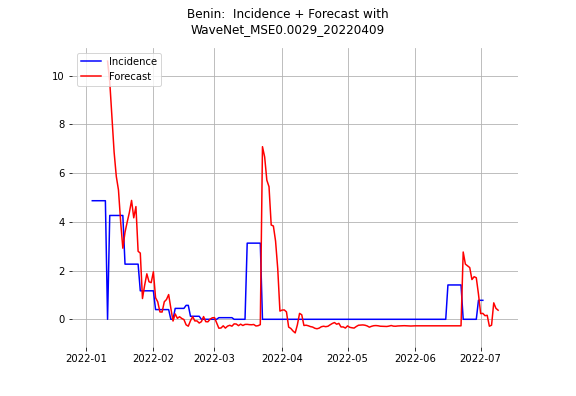 Benin:  Incidence + Forecast with
WaveNet_MSE0.0029_20220409
Incidence
Forecast
10
8
6
4
2
0
2022-01 2022-02 2022-03 2022-04 2022-05 2022-06 2022-07